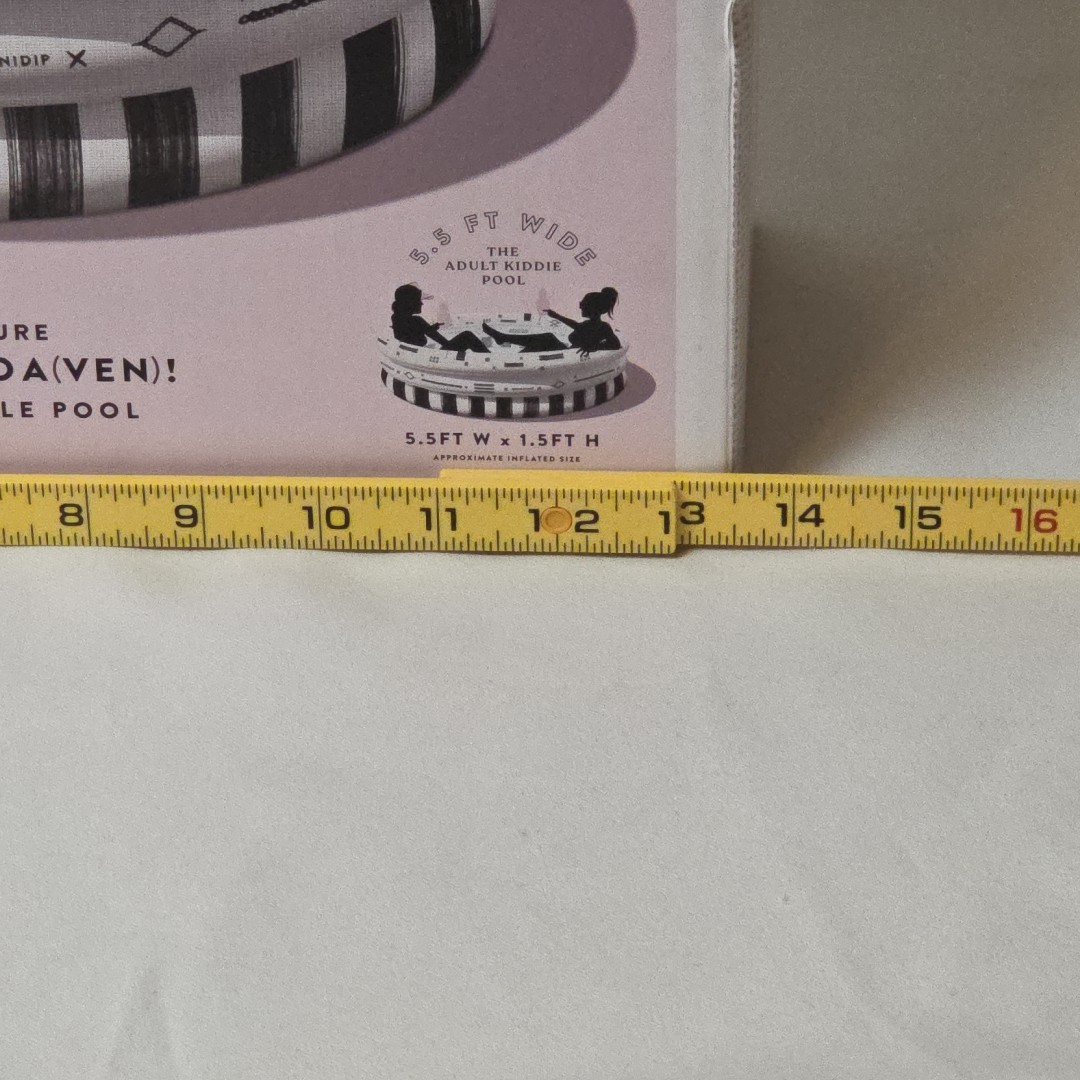 NIDIP X
5.5 FT WIDE
THE
ADULT KIDDIE
POOL
URE
OA(VEN)!
LE POOL
5.5FT W x 1.5FT H
APPROXIMATE INFLATED SIZE
8 9 10 11 12 13 14 15 16